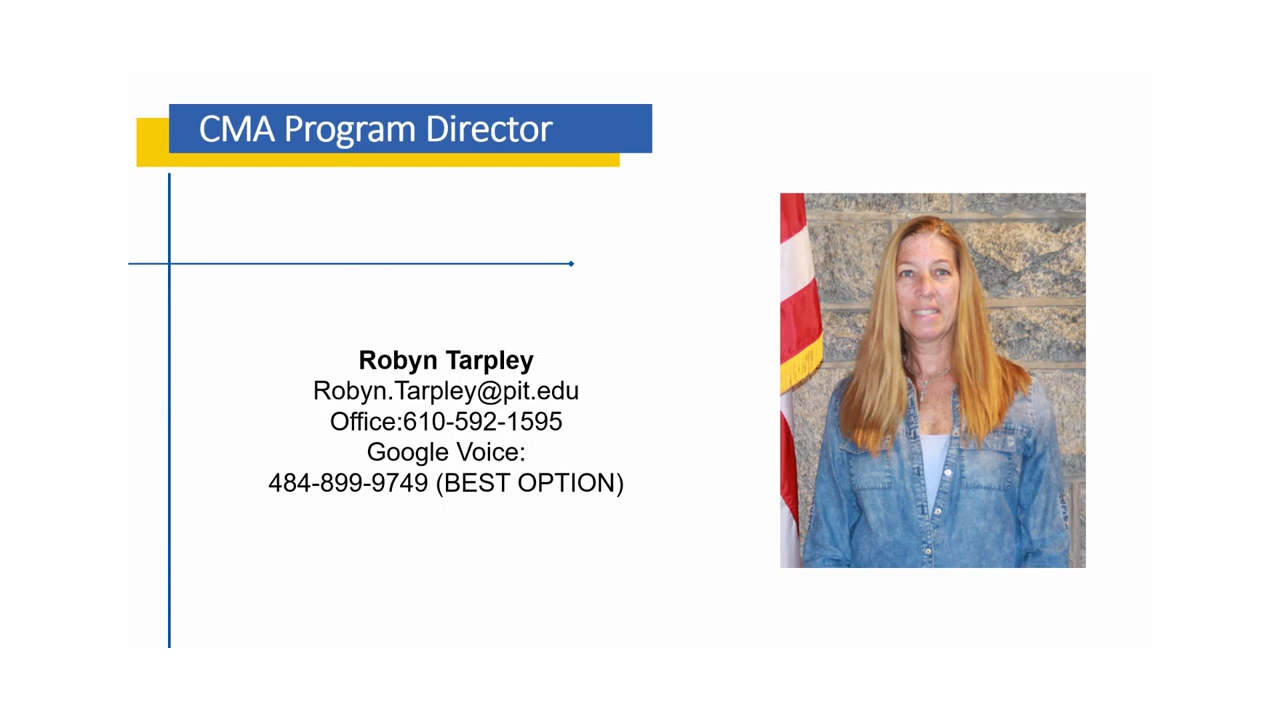 CMA Program Director
Robyn Tarpley
Robyn.Tarpley@pit.edu
Office:610-592-1595
Google Voice:
484-899-9749 (BEST OPTION)